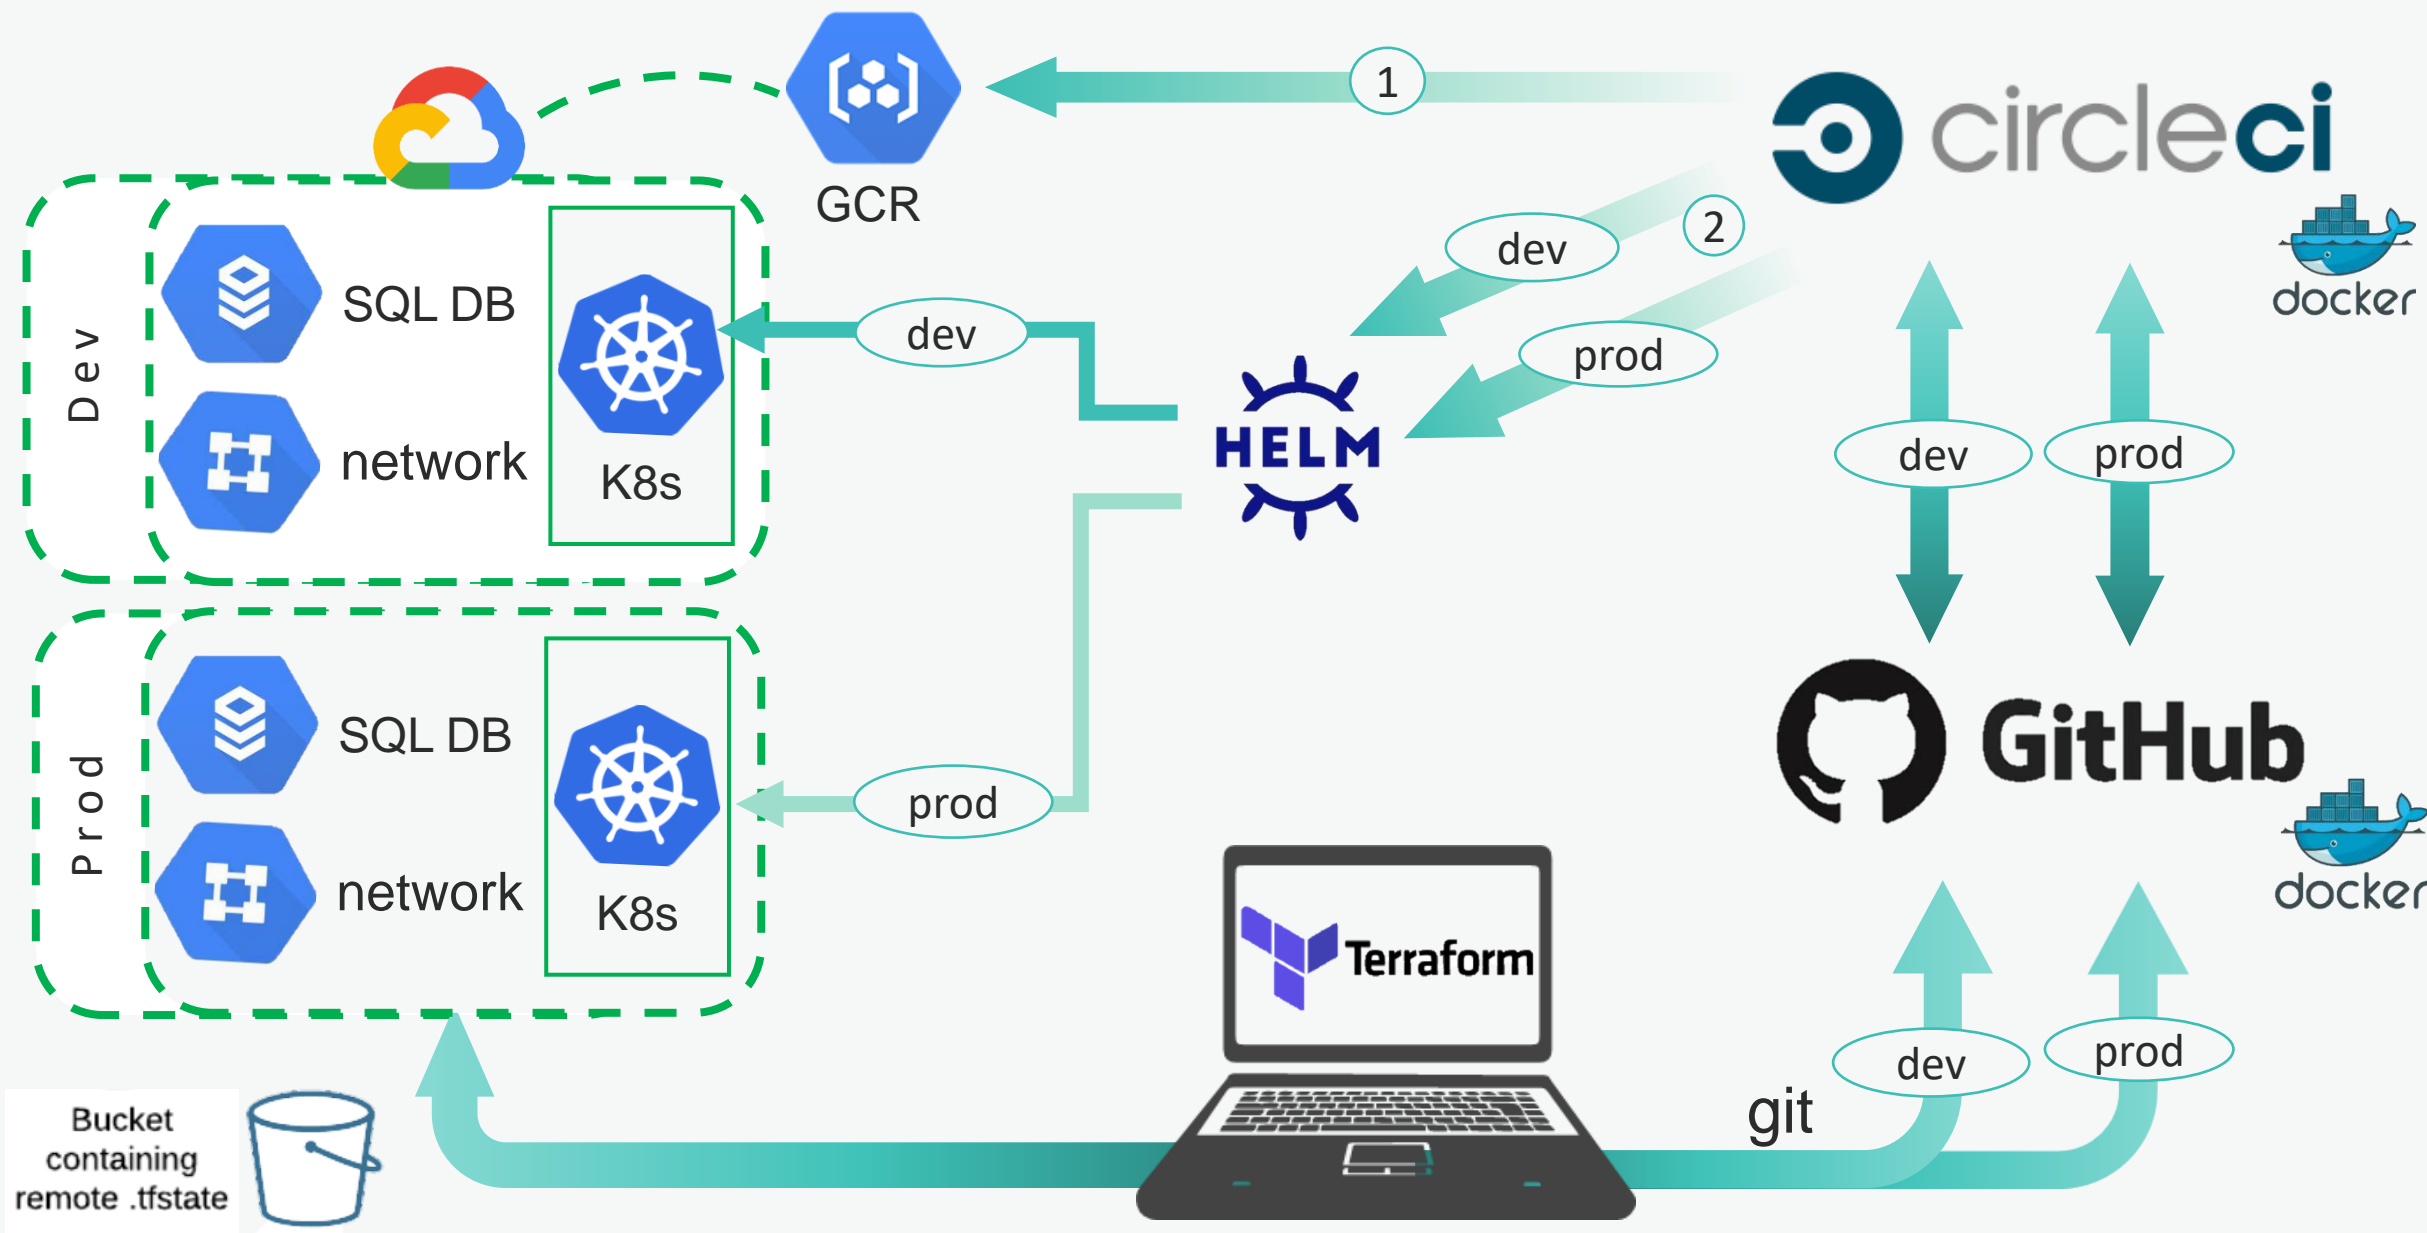 1
circleci
GCR
2
dev
docker
Dev
SQL DB
dev
prod
HELM
network
K8s
dev
prod
SQL DB
GitHub
Prod
prod
docker
network
K8s
Terraform
dev
prod
git
Bucket
containing
remote .tfstate